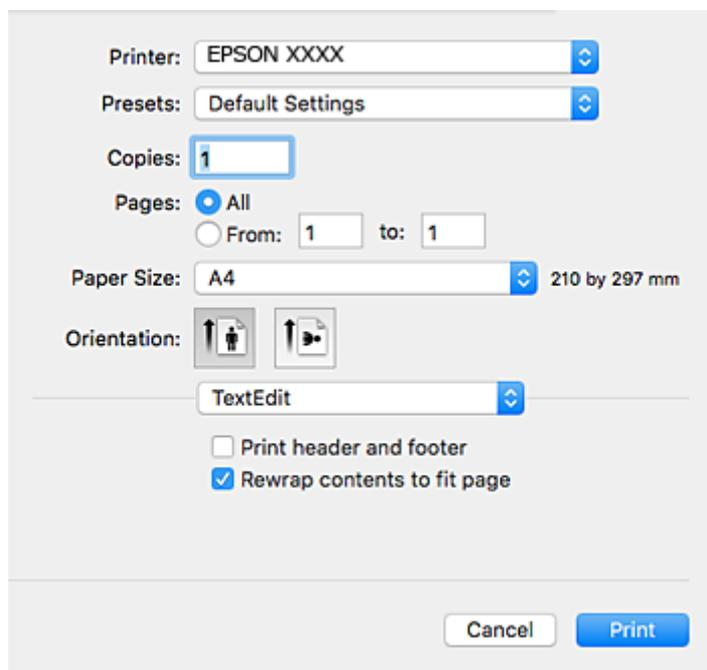 Printer: EPSON XXXX
Presets: Default Settings
Copies: 1
Pages: All
From: 1 to: 1
Paper Size: A4 210 by 297 mm
Orientation:
TextEdit
Print header and footer
Rewrap contents to fit page
Cancel Print